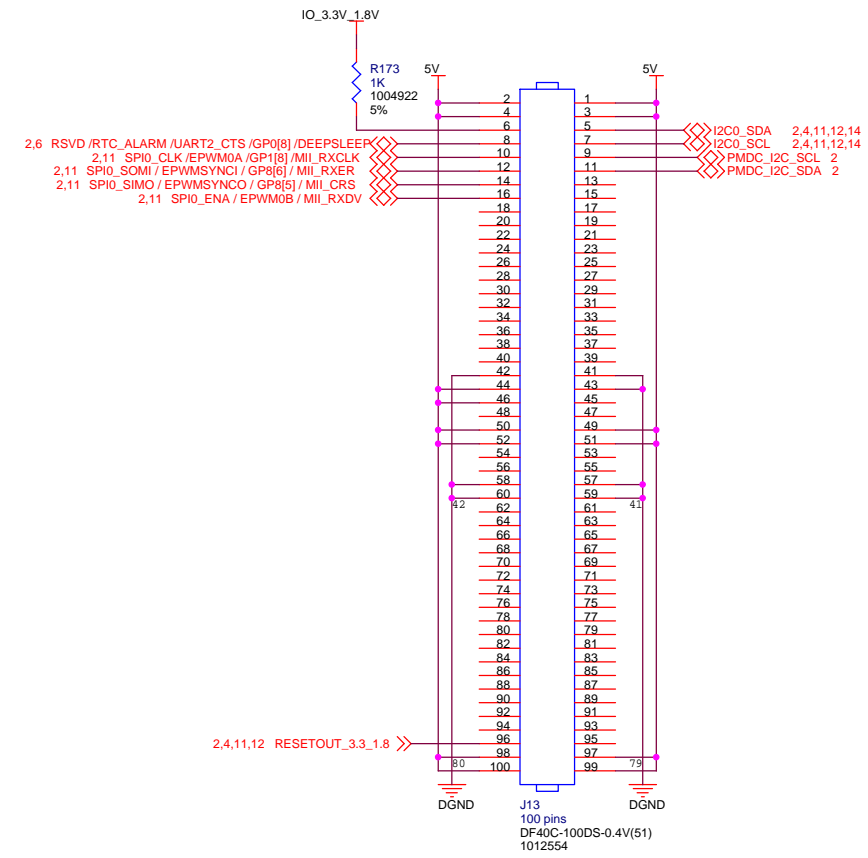 IO_3.3V_1.8V
R173
1K
1004922
5%
5V
5V
2 1
4 3
6 5 I2C0_SDA 2,4,11,12,14
2,6 RSVD /RTC_ALARM /UART2_CTS /GP0[8] /DEEPSLEEP 8 7 I2C0_SCL 2,4,11,12,14
2,11 SPI0_CLK /EPWM0A /GP1[8] /MII_RXCLK 10 9 PMDC_I2C_SCL 2
2,11 SPI0_SOMI / EPWMSYNCI / GP8[6] / MII_RXER 12 11 PMDC_I2C_SDA 2
2,11 SPI0_SIMO / EPWMSYNCO / GP8[5] / MII_CRS 14 13
2,11 SPI0_ENA / EPWM0B / MII_RXDV 16 15
18 17
20 19
22 21
24 23
26 25
28 27
30 29
32 31
34 33
36 35
38 37
40 39
42 41
44 43
46 45
48 47
50 49
52 51
54 53
56 55
58 57
60 59
42 41
62 61
64 63
66 65
68 67
70 69
72 71
74 73
76 75
78 77
80 79
82 81
84 83
86 85
88 87
90 89
92 91
94 93
2,4,11,12 RESETOUT_3.3_1.8 96 95
98 97
80 79
100 99
DGND
DGND
J13
100 pins
DF40C-100DS-0.4V(51)
1012554